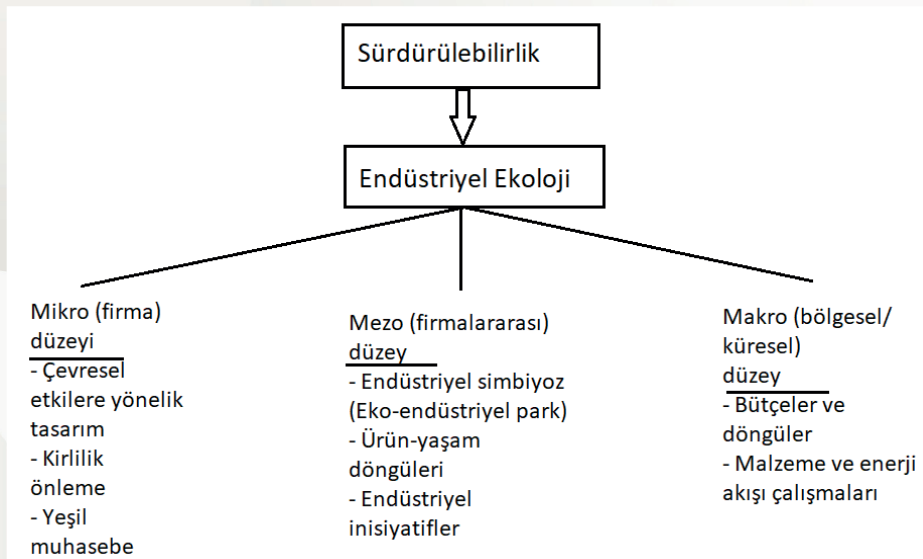 Sürdürülebilirlik
Endüstriyel Ekoloji
Mikro (firma)
düzeyi
- Çevresel
etkilere yönelik
tasarım
- Kirlilik
önleme
- Yeşil
muhasebe
Mezo (firmalararası)
düzey
- Endüstriyel simbiyoz
(Eko-endüstriyel park)
- Ürün-yaşam
döngüleri
- Endüstriyel
inisiyatifler
Makro (bölgesel/
küresel)
düzey
- Bütçeler ve
döngüler
- Malzeme ve enerji
akışı çalışmaları